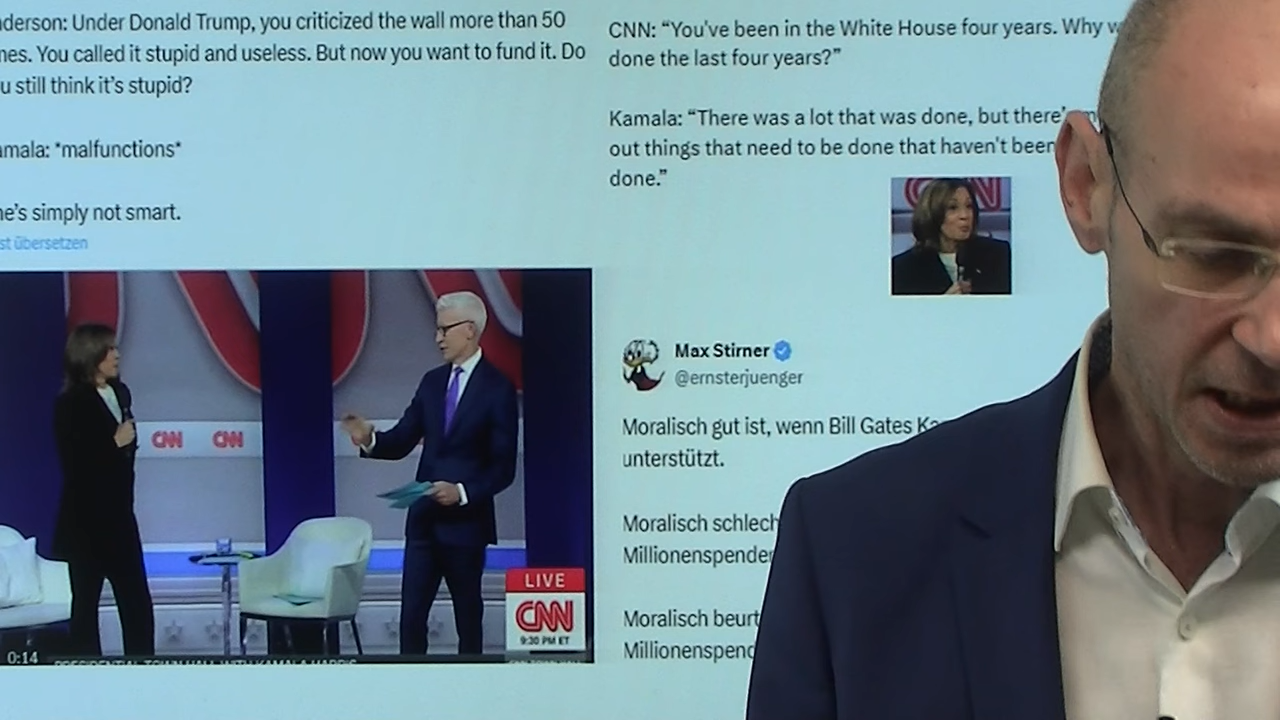 nderson: Under Donald Trump, you criticized the wall more than 50
nes. You called it stupid and useless. But now you want to fund it. Do
u still think it's stupid?
amala: *malfunctions*
ne's simply not smart.
st übersetzen
CNN CNN
LIVE
CNN
9:30 PM ET
0:14
PRESIDENTIAL TOWN HALL WITH KAMALA HARRIS
CNN: “You've been in the White House four years. Why w
done the last four years?”
Kamala: “There was a lot that was done, but there's
out things that need to be done that haven't been
done.”
CNN
Max Stirner
@ernsterjuenger
Moralisch gut ist, wenn Bill Gates Ka
unterstützt.
Moralisch schlech
Millionenspenden
Moralisch beurt
Millionenspend